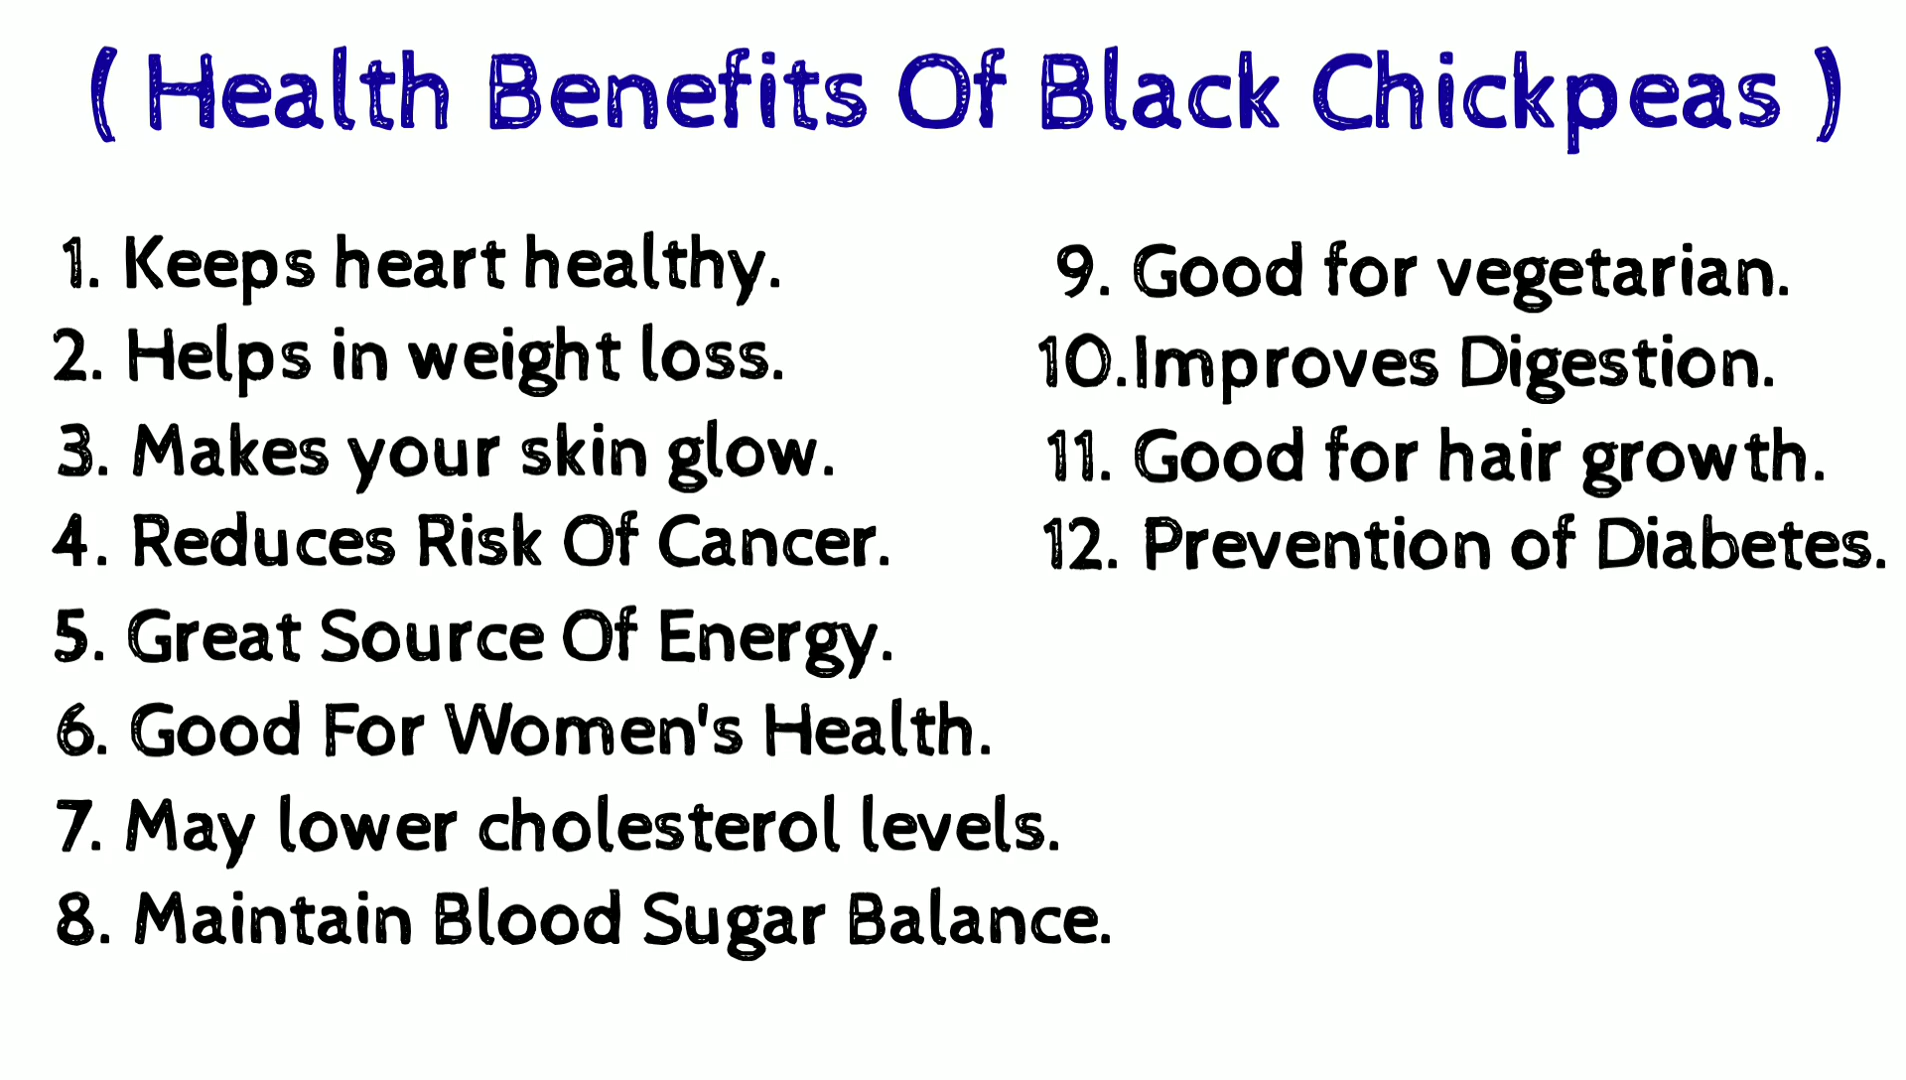 ( Health Benefits Of Black Chickpeas )
1. Keeps heart healthy.
2. Helps in weight loss.
3. Makes your skin glow.
4. Reduces Risk Of Cancer.
5. Great Source Of Energy.
6. Good For Women's Health.
7. May lower cholesterol levels.
8. Maintain Blood Sugar Balance.
9. Good for vegetarian.
10.Improves Digestion.
11. Good for hair growth.
12. Prevention of Diabetes.